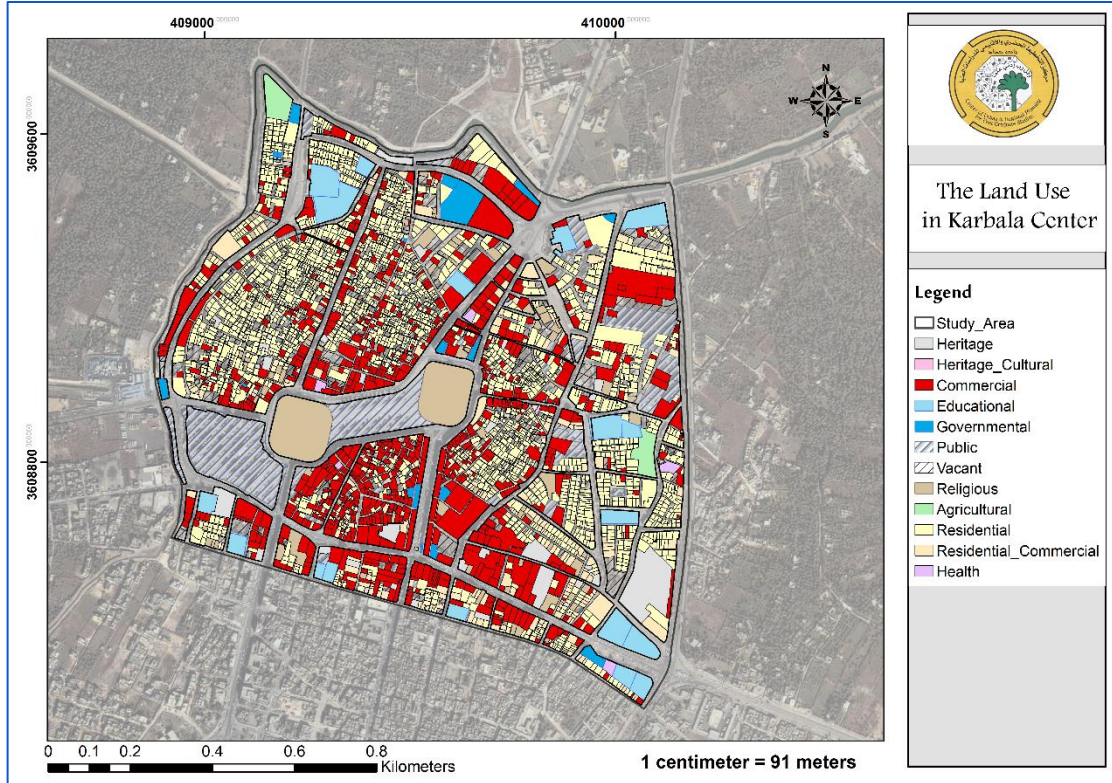 409000
410000
3609600
3608800
N
W E
S
The Land Use
in Karbala Center
Legend
Study_Area
Heritage
Heritage_Cultural
Commercial
Educational
Governmental
Public
Vacant
Religious
Agricultural
Residential
Residential_Commercial
Health
0 0.1 0.2 0.4 0.6 0.8
Kilometers
1 centimeter = 91 meters